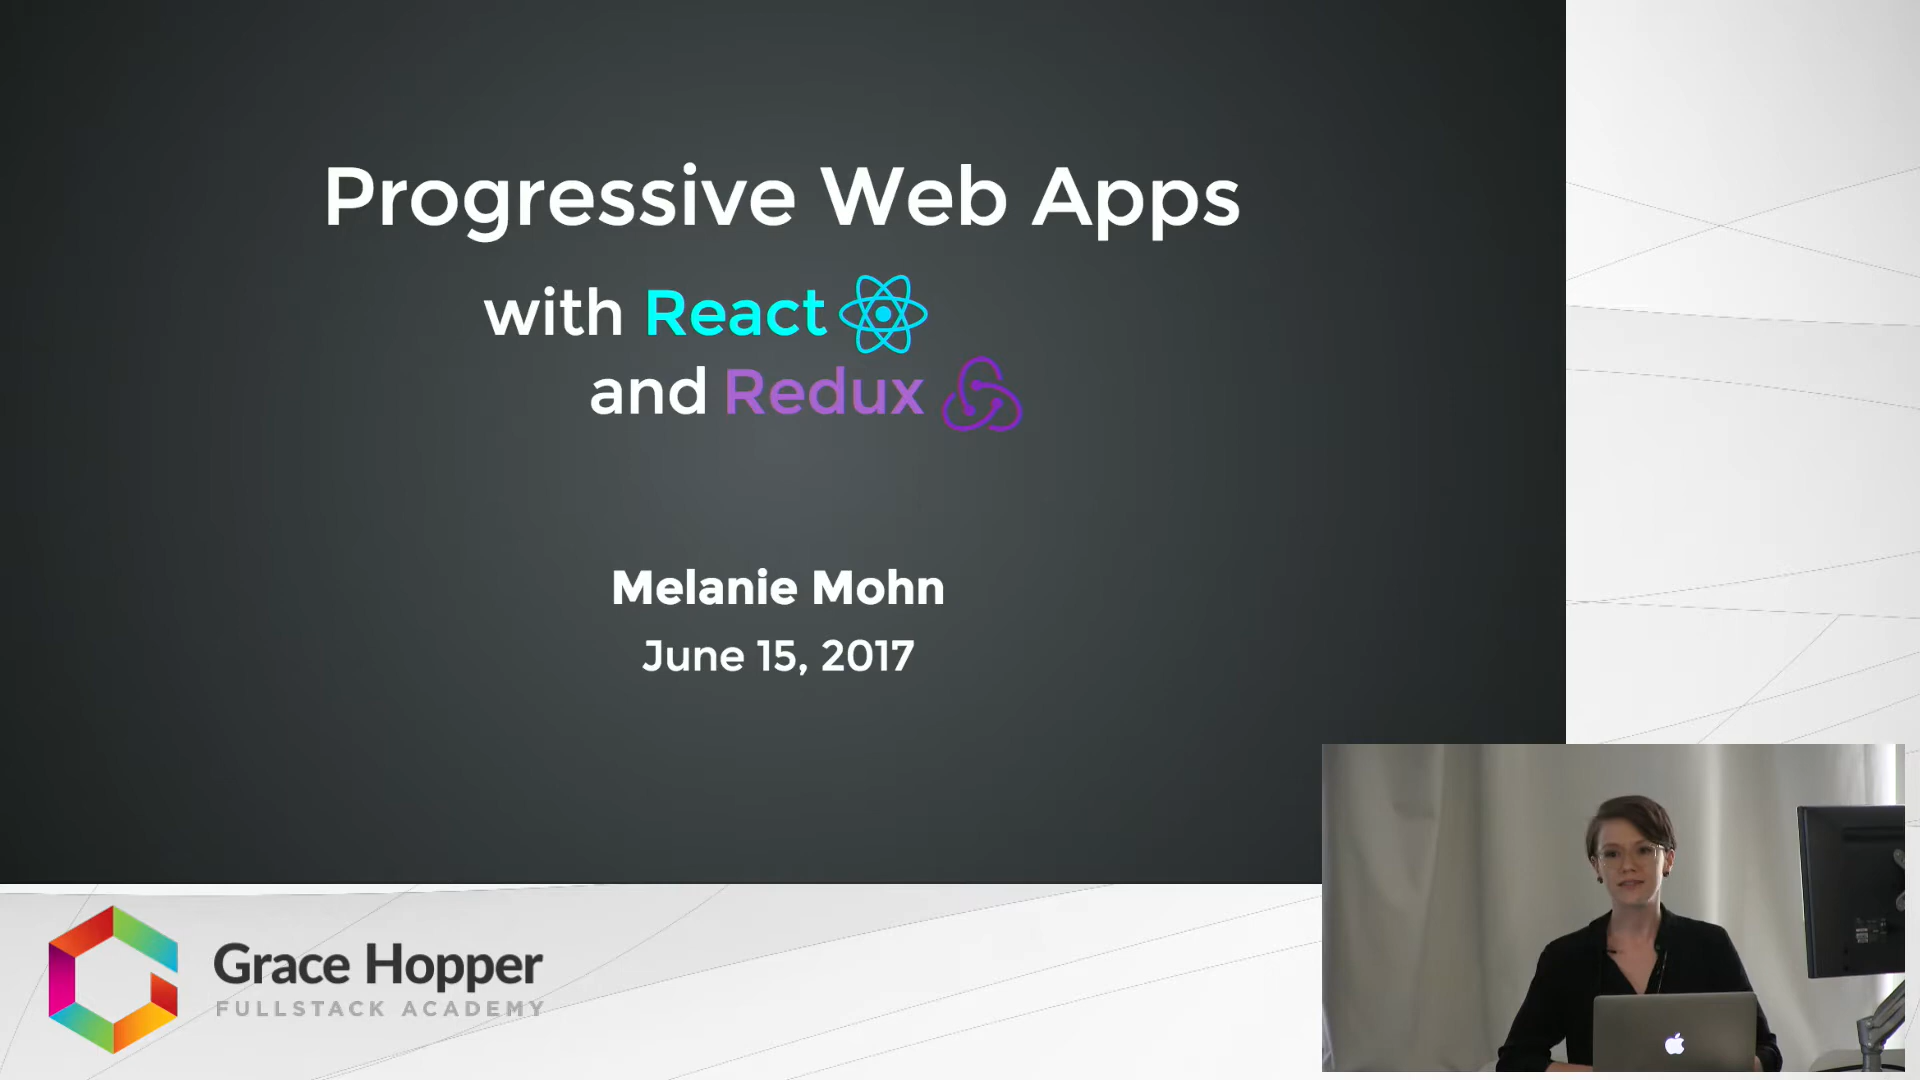 Progressive Web Apps
with React
and Redux
Melanie Mohn
June 15, 2017
Grace Hopper
FULLSTACK ACADEMY